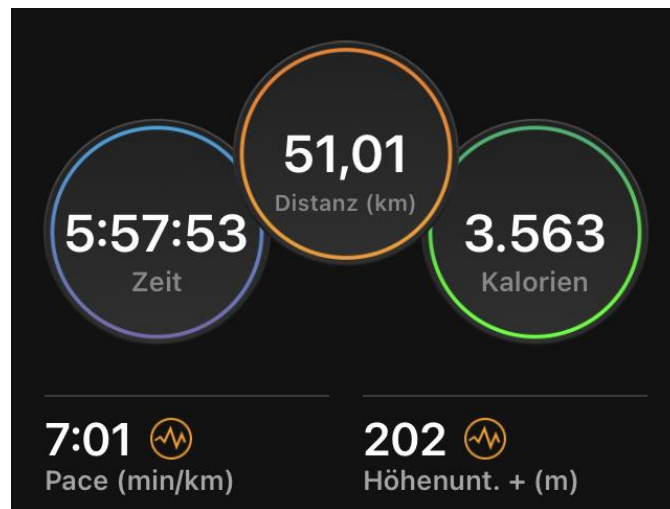 51,01
Distanz (km)
5:57:53
Zeit
3.563
Kalorien
7:01
Pace (min/km)
202
Höhenunt. + (m)